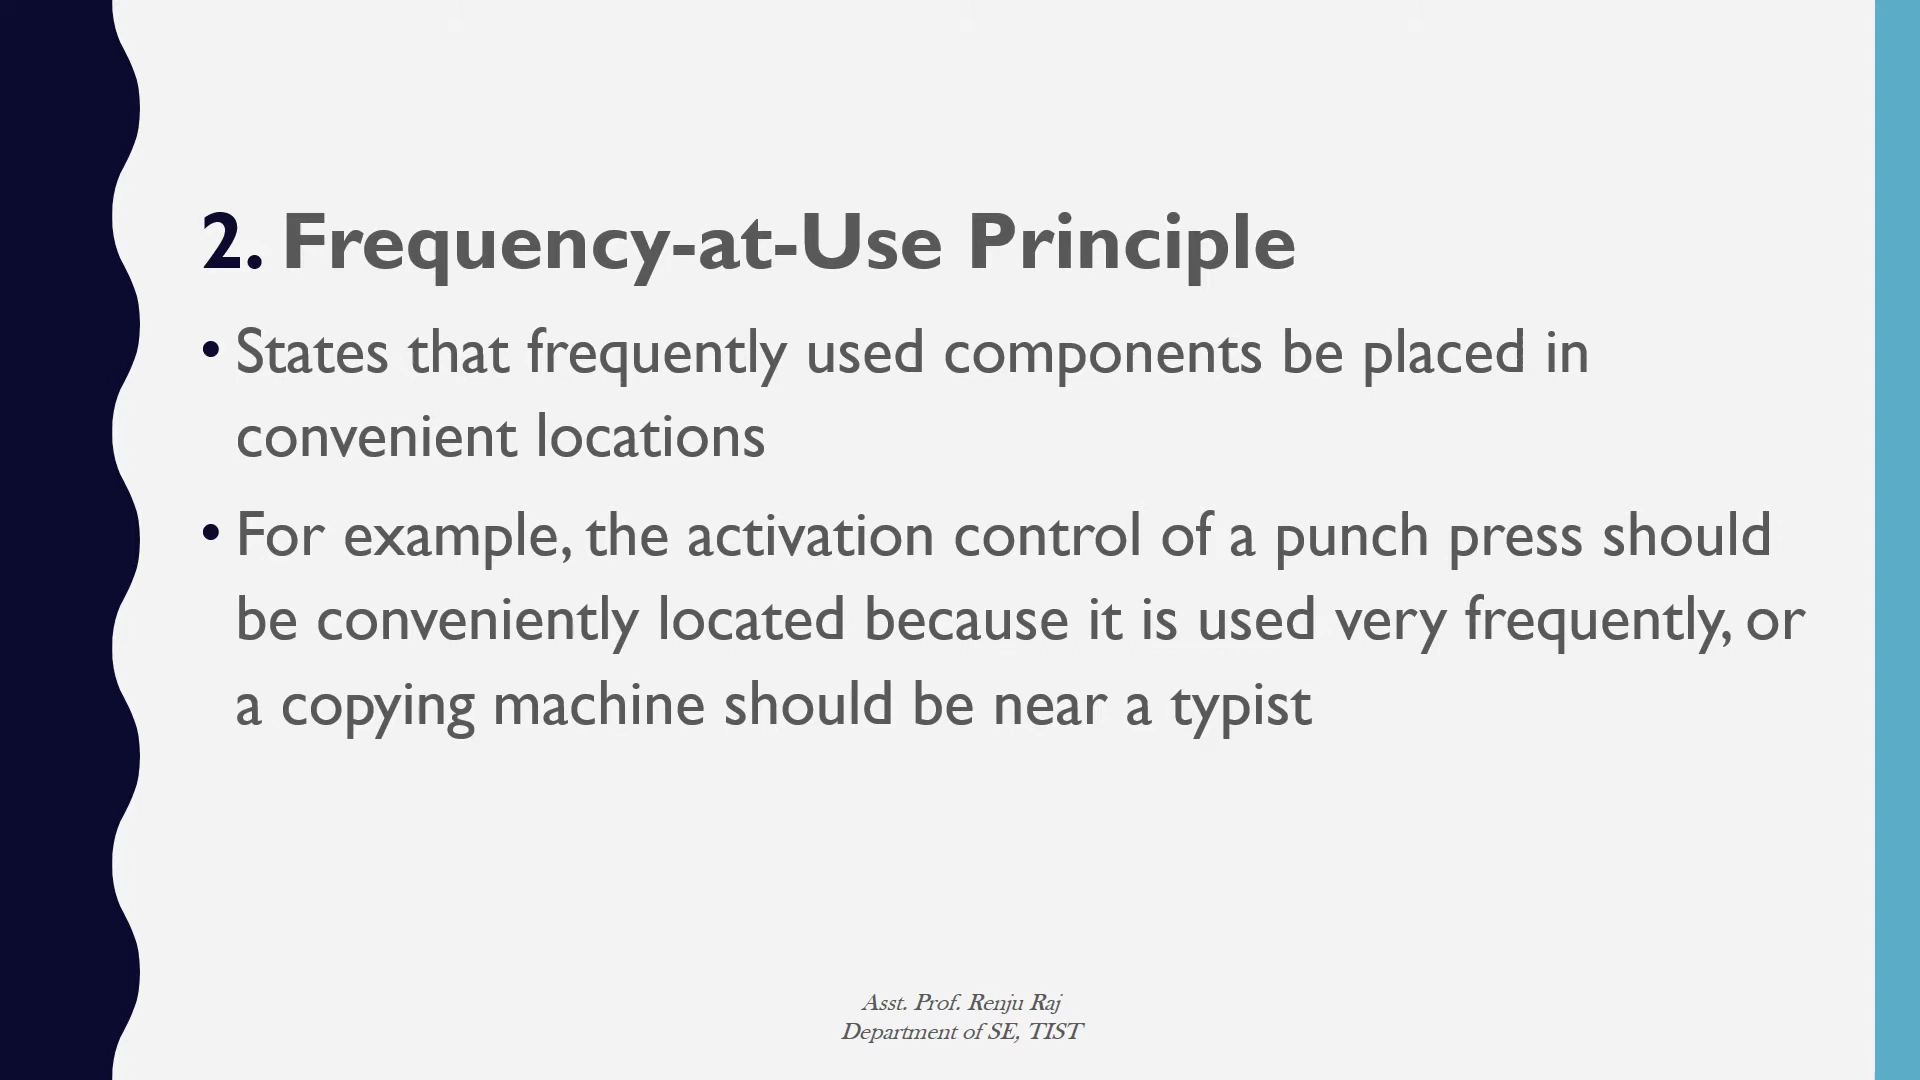 2. Frequency-at-Use Principle
• States that frequently used components be placed in
convenient locations
• For example, the activation control of a punch press should
be conveniently located because it is used very frequently, or
a copying machine should be near a typist
Asst. Prof. Renju Raj
Department of SE, TIST